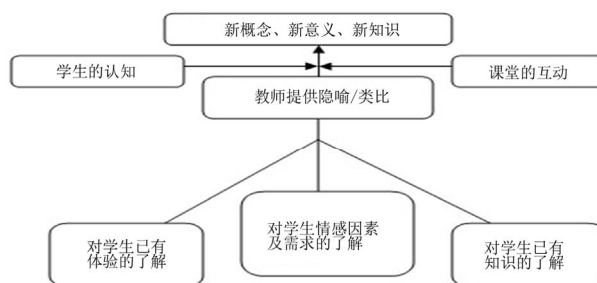 新概念、新意义、新知识
学生的认知
课堂的互动
教师提供隐喻/类比
对学生已有
体验的了解
对学生情感因素
及需求的了解
对学生已有
知识的了解